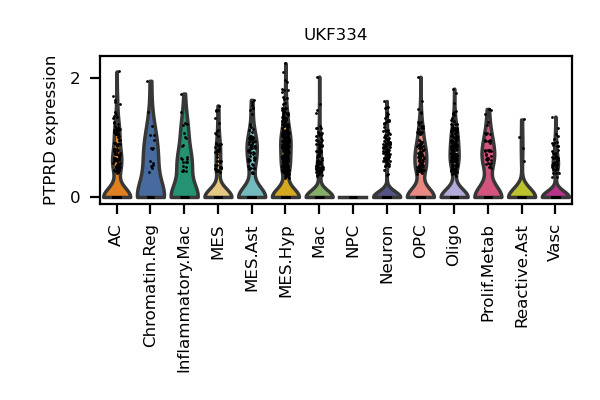 UKF334
PTPRD expression
2
0
AC
Chromatin.Reg
Inflammatory.Mac
MES
MES.Ast
MES.Hyp
Mac
NPC
Neuron
OPC
Oligo
Prolif.Metab
Reactive.Ast
Vasc